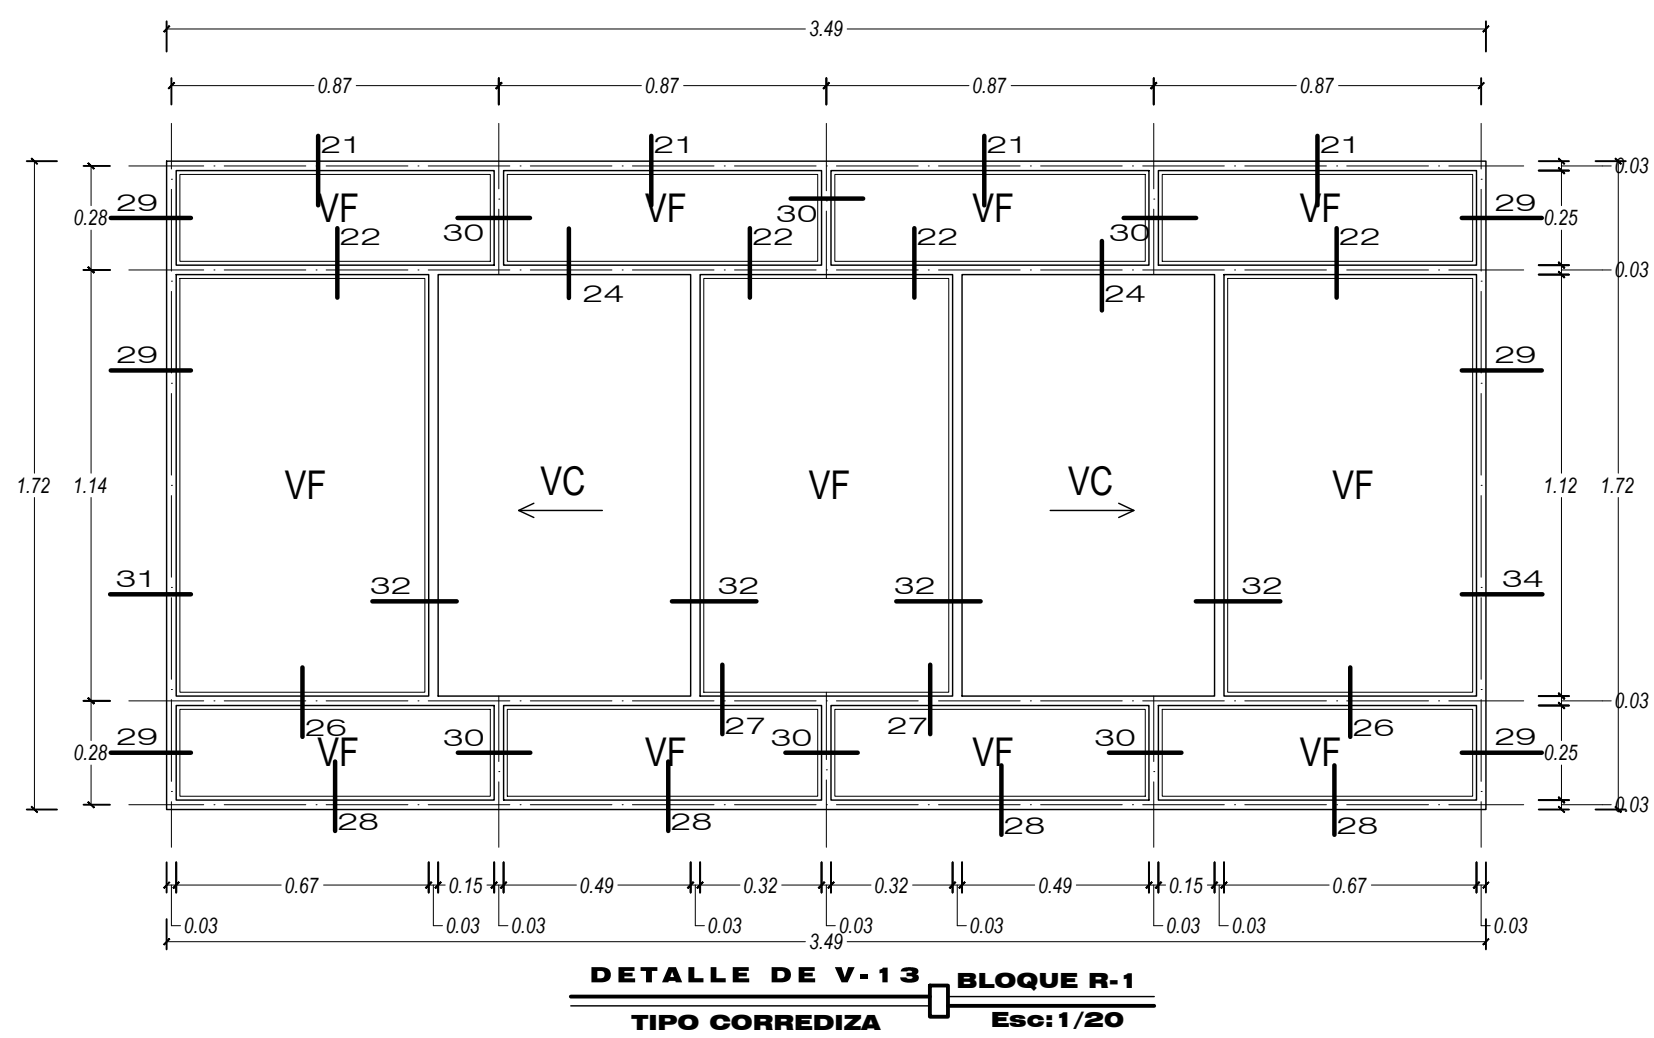 3.49
0.87 0.87 0.87 0.87
21 21 21 21
0.03
29 VF VF VF VF 29
0.28 30 30 30 0.25
22 22 22 22
24 24 0.03
29 29
1.72 1.14 VF VC VF VC VF 1.12 1.72
31 32 32 32 32 34
0.03
26 27 27 26
29 30 30 30 29
0.28 VF VF VF VF 0.25
0.03
28 28 28 28
0.67 0.15 0.49 0.32 0.32 0.49 0.15 0.67
0.03 0.03 0.03 0.03 0.03 0.03 0.03 0.03 0.03
3.49
DETALLE DE V-13 BLOQUE R-1
TIPO CORREDIZA Esc:1/20